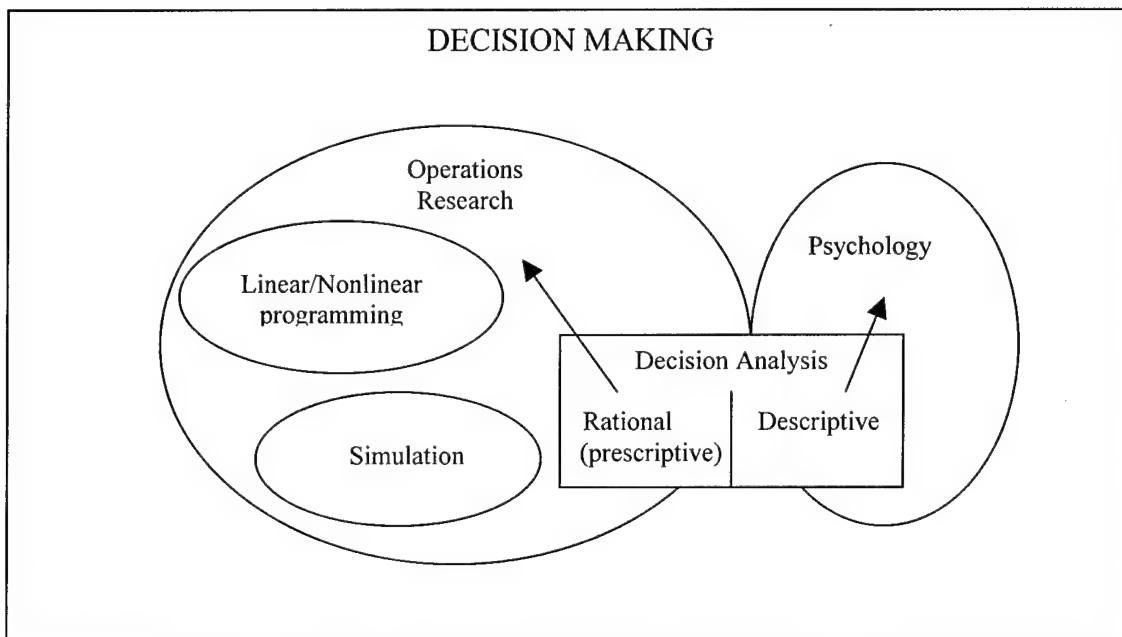 DECISION MAKING
Operations
Research
Psychology
Linear/Nonlinear
programming
Decision Analysis
Rational
(prescriptive)
Descriptive
Simulation